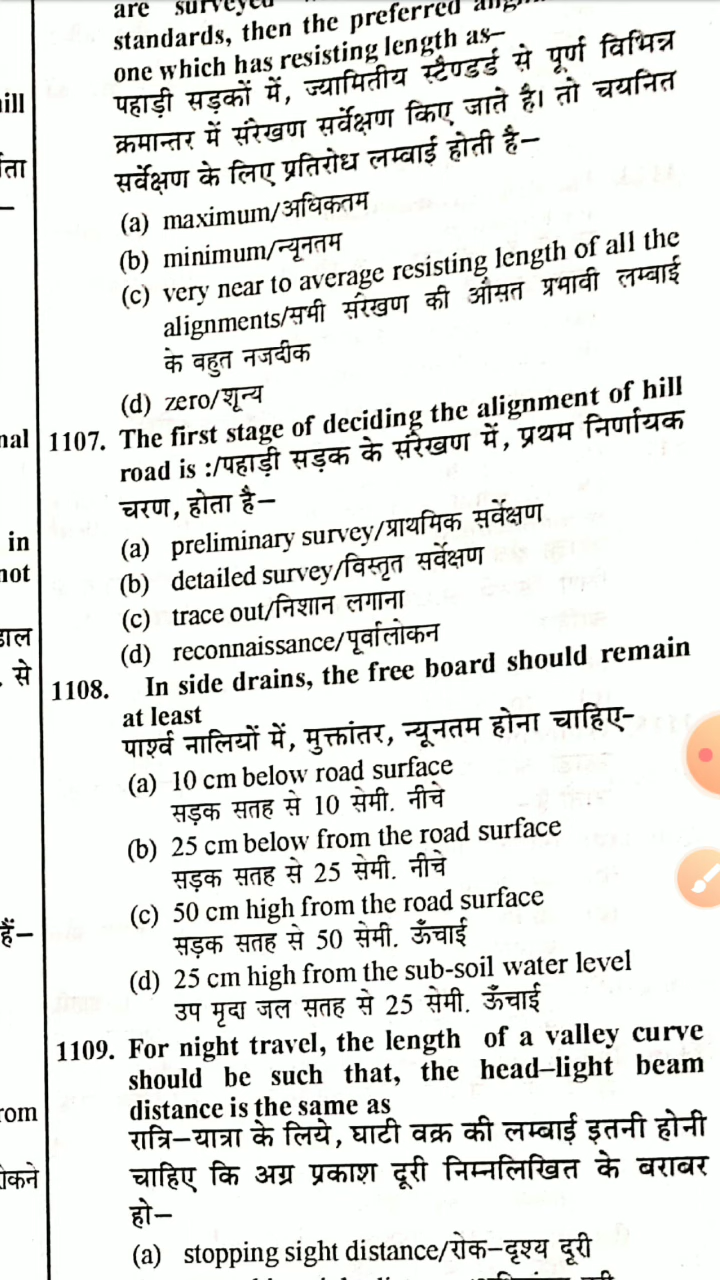 are surveyed
standards, then the preferred
one which has resisting length as–
पहाड़ी सड़कों में, ज्यामितीय स्टैण्डर्ड से पूर्ण विभिन्न
क्रमान्तर में संरेखण सर्वेक्षण किए जाते है। तो चयनित
सर्वेक्षण के लिए प्रतिरोध लम्बाई होती है–
(a) maximum/अधिकतम
(b) minimum/न्यूनतम
(c) very near to average resisting length of all the
alignments/सभी संरेखण की औसत प्रभावी लम्बाई
के बहुत नजदीक
(d) zero/शून्य
1107. The first stage of deciding the alignment of hill
road is :/पहाड़ी सड़क के संरेखण में, प्रथम निर्णायक
चरण, होता है–
(a) preliminary survey/प्राथमिक सर्वेक्षण
(b) detailed survey/विस्तृत सर्वेक्षण
(c) trace out/निशान लगाना
(d) reconnaissance/पूर्वालोकन
1108. In side drains, the free board should remain
at least
पार्श्व नालियों में, मुक्तांतर, न्यूनतम होना चाहिए–
(a) 10 cm below road surface
सड़क सतह से 10 सेमी. नीचे
(b) 25 cm below from the road surface
सड़क सतह से 25 सेमी. नीचे
(c) 50 cm high from the road surface
सड़क सतह से 50 सेमी. ऊँचाई
(d) 25 cm high from the sub-soil water level
उप मृदा जल सतह से 25 सेमी. ऊँचाई
1109. For night travel, the length of a valley curve
should be such that, the head–light beam
distance is the same as
रात्रि–यात्रा के लिये, घाटी वक्र की लम्बाई इतनी होनी
चाहिए कि अग्र प्रकाश दूरी निम्नलिखित के बराबर
हो–
(a) stopping sight distance/रोक–दृश्य दूरी